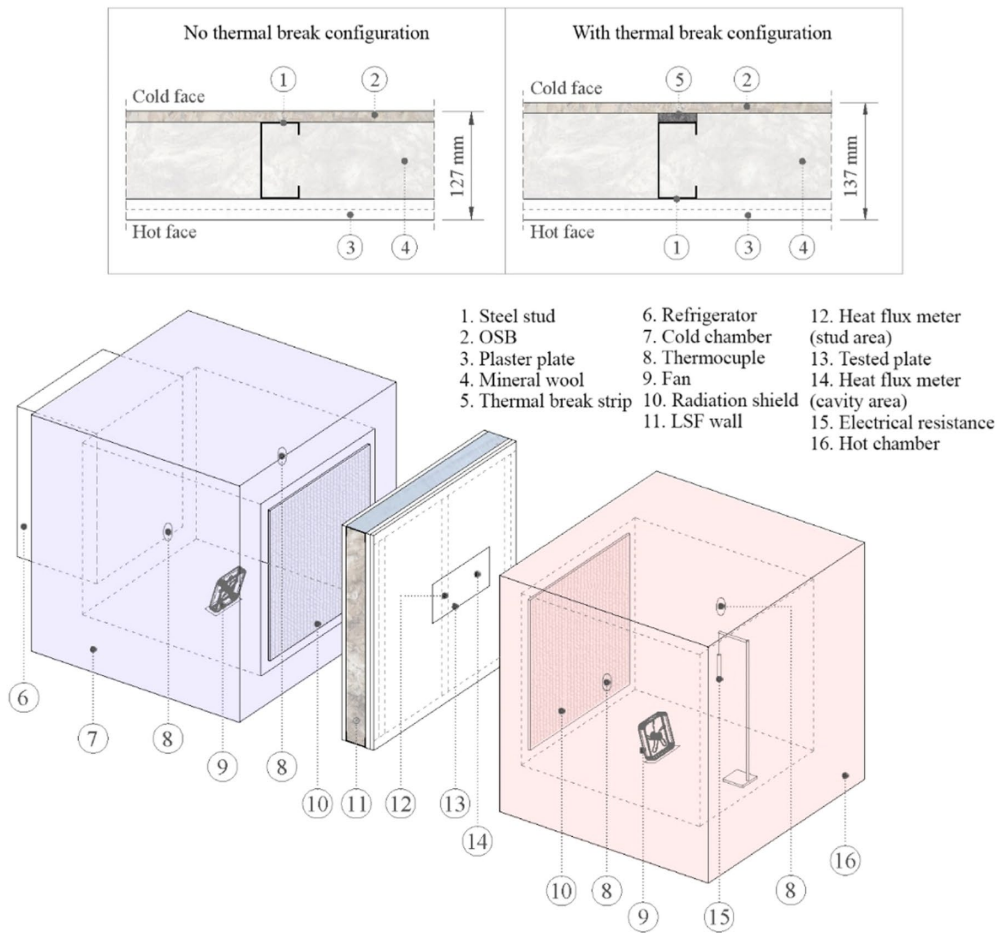 No thermal break configuration
With thermal break configuration
1
2
5
2
Cold face
Cold face
127 mm
137 mm
Hot face
Hot face
3
4
1
3
4
1. Steel stud
2. OSB
3. Plaster plate
4. Mineral wool
5. Thermal break strip
6. Refrigerator
7. Cold chamber
8. Thermocuple
9. Fan
10. Radiation shield
11. LSF wall
12. Heat flux meter
(stud area)
13. Tested plate
14. Heat flux meter
(cavity area)
15. Electrical resistance
16. Hot chamber
6
7
8
9
8
10
11
12
13
14
10
8
9
15
8
16